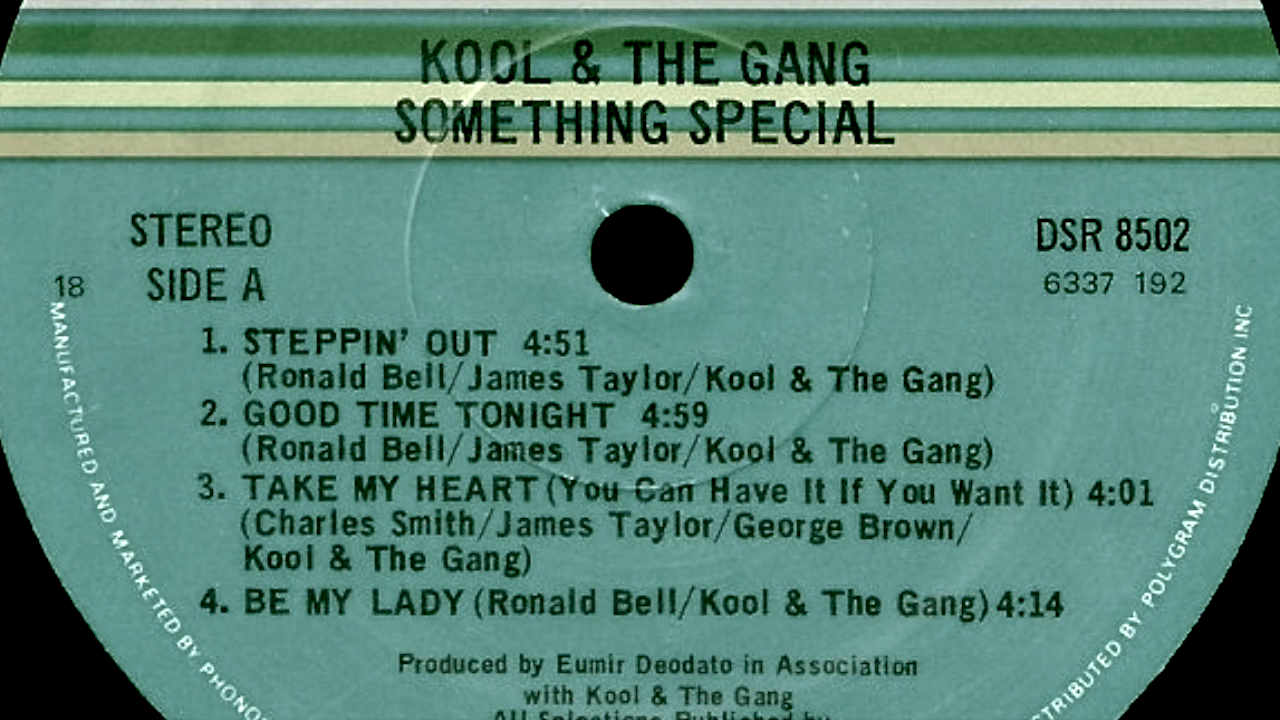 KOOL & THE GANG
SOMETHING SPECIAL
STEREO
DSR 8502
18 SIDE A
6337 192
1. STEPPIN' OUT 4:51
(Ronald Bell/James Taylor/Kool & The Gang)
2. GOOD TIME TONIGHT 4:59
(Ronald Bell/James Taylor/Kool & The Gang)
3. TAKE MY HEART (You Can Have It If You Want It) 4:01
(Charles Smith/James Taylor/George Brown/
Kool & The Gang)
4. BE MY LADY (Ronald Bell/Kool & The Gang) 4:14
Produced by Eumir Deodato in Association
with Kool & The Gang
All Selections Published by
MANUFACTURED AND MARKETED BY
BY POLYGRAM DISTRIBUTION INC